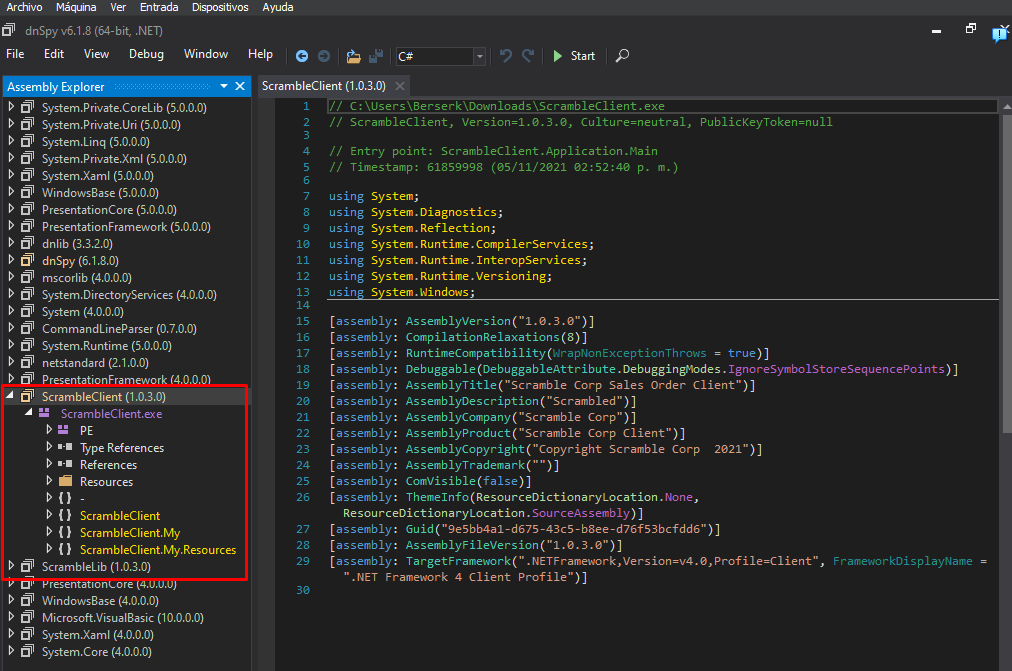 Archivo Máquina Ver Entrada Dispositivos Ayuda
dnSpy v6.1.8 (64-bit, .NET)
File Edit View Debug Window Help C# Start
Assembly Explorer
System.Private.CoreLib (5.0.0.0)
System.Private.Uri (5.0.0.0)
System.Linq (5.0.0.0)
System.Private.Xml (5.0.0.0)
System.Xaml (5.0.0.0)
WindowsBase (5.0.0.0)
PresentationCore (5.0.0.0)
PresentationFramework (5.0.0.0)
dnlib (3.3.2.0)
dnSpy (6.1.8.0)
mscorlib (4.0.0.0)
System.DirectoryServices (4.0.0.0)
System (4.0.0.0)
CommandLineParser (0.7.0.0)
System.Runtime (5.0.0.0)
netstandard (2.1.0.0)
PresentationFramework (4.0.0.0)
ScrambleClient (1.0.3.0)
ScrambleClient.exe
PE
Type References
References
Resources
{ } -
{ } ScrambleClient
{ } ScrambleClient.My
{ } ScrambleClient.My.Resources
ScrambleLib (1.0.3.0)
PresentationCore (4.0.0.0)
WindowsBase (4.0.0.0)
Microsoft.VisualBasic (10.0.0.0)
System.Xaml (4.0.0.0)
System.Core (4.0.0.0)
ScrambleClient (1.0.3.0)
1 // C:\Users\Berserk\Downloads\ScrambleClient.exe
2 // ScrambleClient, Version=1.0.3.0, Culture=neutral, PublicKeyToken=null
3
4 // Entry point: ScrambleClient.Application.Main
5 // Timestamp: 61859998 (05/11/2021 02:52:40 p. m.)
6
7 using System;
8 using System.Diagnostics;
9 using System.Reflection;
10 using System.Runtime.CompilerServices;
11 using System.Runtime.InteropServices;
12 using System.Runtime.Versioning;
13 using System.Windows;
14
15 [assembly: AssemblyVersion("1.0.3.0")]
16 [assembly: CompilationRelaxations(8)]
17 [assembly: RuntimeCompatibility(WrapNonExceptionThrows = true)]
18 [assembly: Debuggable(DebuggableAttribute.DebuggingModes.IgnoreSymbolStoreSequencePoints)]
19 [assembly: AssemblyTitle("Scramble Corp Sales Order Client")]
20 [assembly: AssemblyDescription("Scrambled")]
21 [assembly: AssemblyCompany("Scramble Corp")]
22 [assembly: AssemblyProduct("Scramble Corp Client")]
23 [assembly: AssemblyCopyright("Copyright Scramble Corp  2021")]
24 [assembly: AssemblyTrademark("")]
25 [assembly: ComVisible(false)]
26 [assembly: ThemeInfo(ResourceDictionaryLocation.None,
ResourceDictionaryLocation.SourceAssembly)]
27 [assembly: Guid("9e5bb4a1-d675-43c5-b8ee-d76f53bcfdd6")]
28 [assembly: AssemblyFileVersion("1.0.3.0")]
29 [assembly: TargetFramework(".NETFramework,Version=v4.0,Profile=Client", FrameworkDisplayName =
".NET Framework 4 Client Profile")]
30